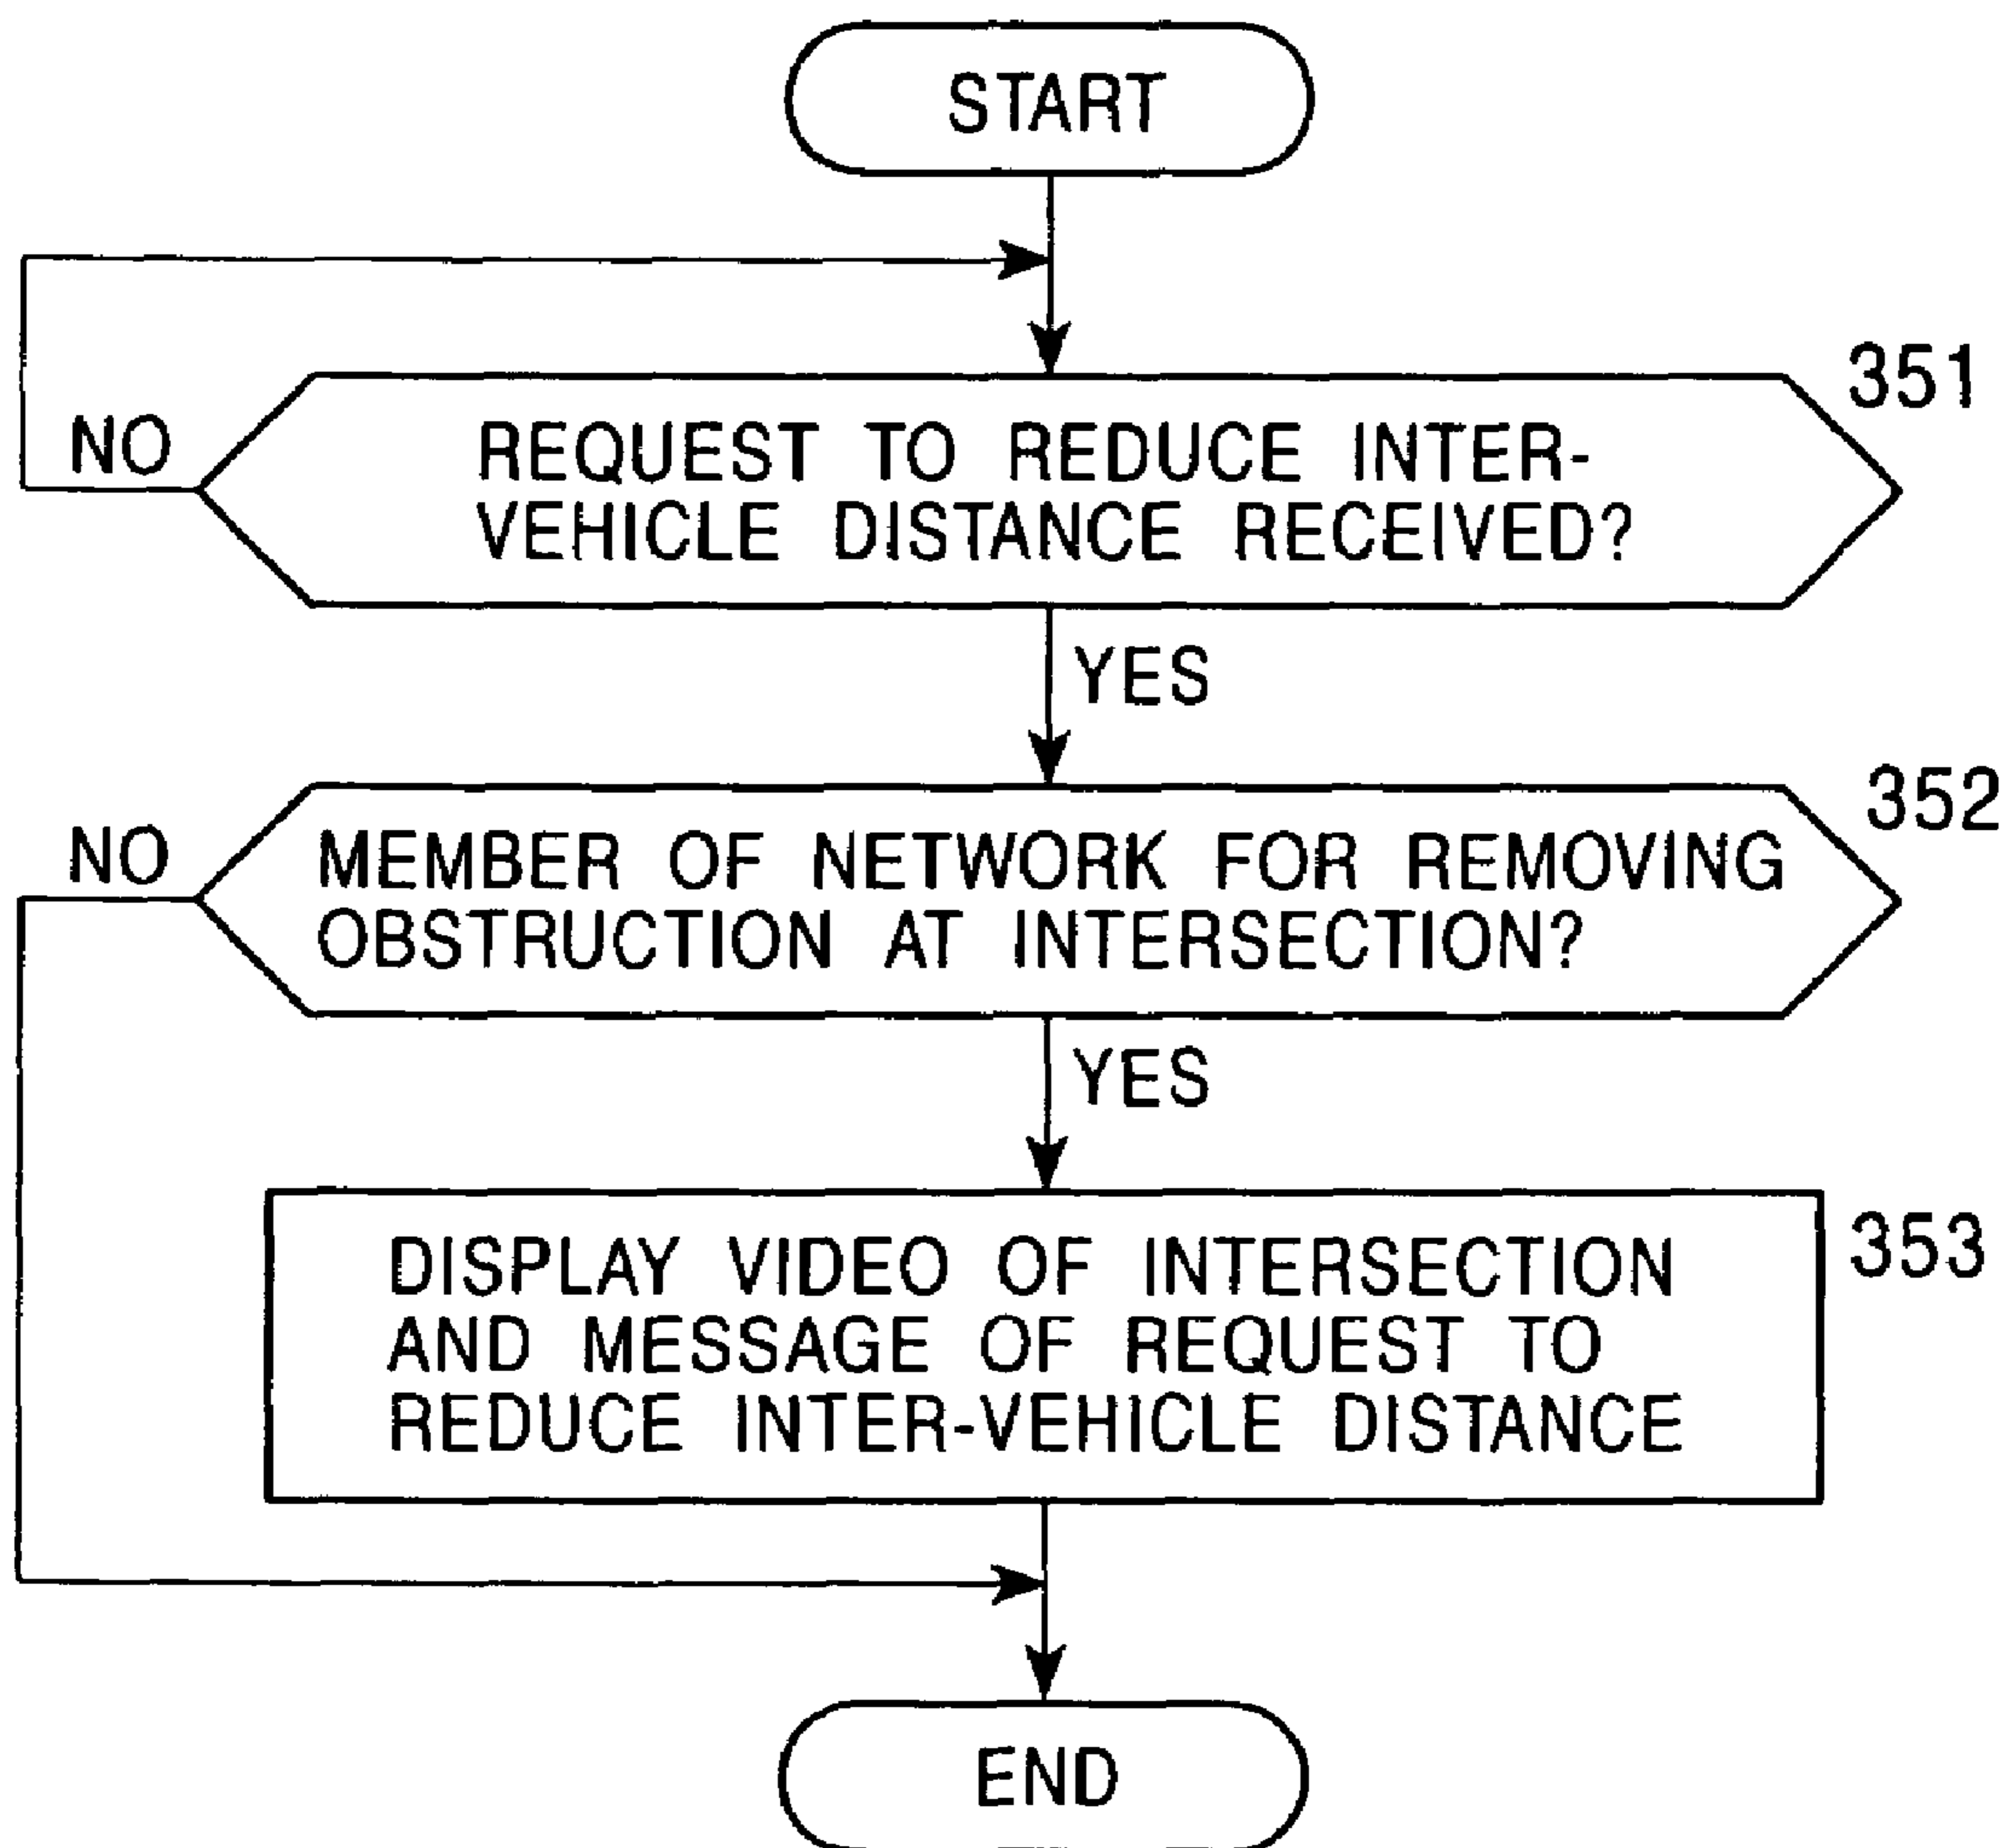 START
351
NO
REQUEST TO REDUCE INTER-
VEHICLE DISTANCE RECEIVED?
YES
352
NO
MEMBER OF NETWORK FOR REMOVING
OBSTRUCTION AT INTERSECTION?
YES
353
DISPLAY VIDEO OF INTERSECTION
AND MESSAGE OF REQUEST TO
REDUCE INTER-VEHICLE DISTANCE
END